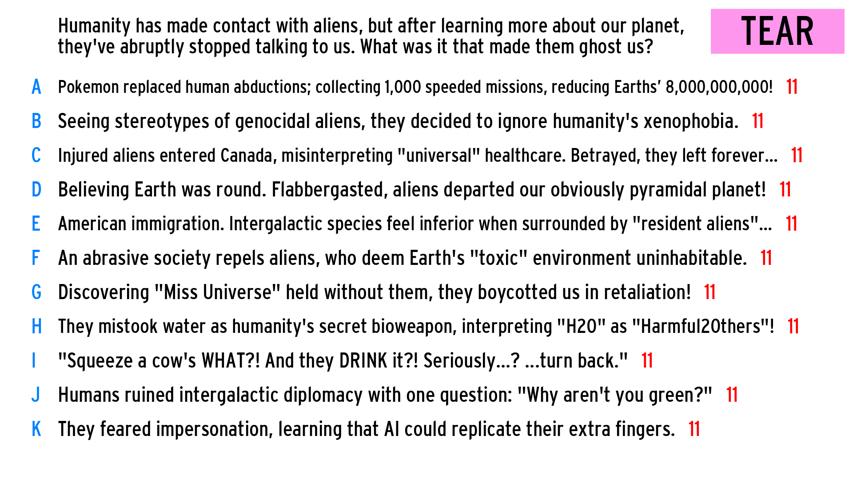 Humanity has made contact with aliens, but after learning more about our planet,
they've abruptly stopped talking to us. What was it that made them ghost us?
TEAR
A Pokemon replaced human abductions; collecting 1,000 speeded missions, reducing Earths' 8,000,000,000! 11
B Seeing stereotypes of genocidal aliens, they decided to ignore humanity's xenophobia. 11
C Injured aliens entered Canada, misinterpreting "universal" healthcare. Betrayed, they left forever... 11
D Believing Earth was round. Flabbergasted, aliens departed our obviously pyramidal planet! 11
E American immigration. Intergalactic species feel inferior when surrounded by "resident aliens"... 11
F An abrasive society repels aliens, who deem Earth's "toxic" environment uninhabitable. 11
G Discovering "Miss Universe" held without them, they boycotted us in retaliation! 11
H They mistook water as humanity's secret bioweapon, interpreting "H20" as "Harmful20thers"! 11
I "Squeeze a cow's WHAT?! And they DRINK it?! Seriously...? ...turn back." 11
J Humans ruined intergalactic diplomacy with one question: "Why aren't you green?" 11
K They feared impersonation, learning that AI could replicate their extra fingers. 11